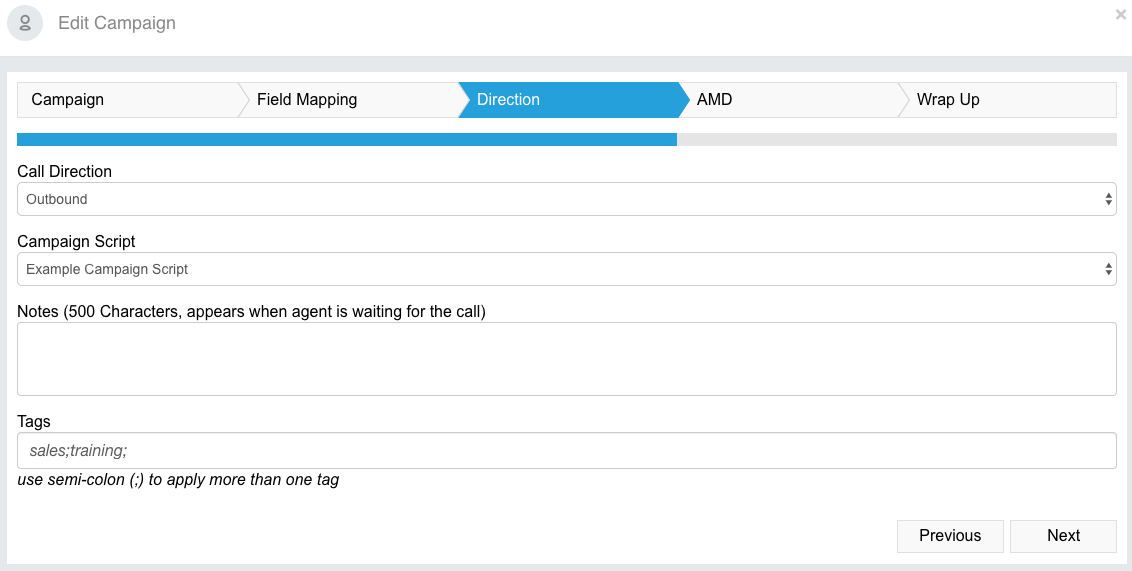 Edit Campaign
×
Campaign
Field Mapping
Direction
AMD
Wrap Up
Call Direction
Outbound
Campaign Script
Example Campaign Script
Notes (500 Characters, appears when agent is waiting for the call)
Tags
sales;training;
use semi-colon (;) to apply more than one tag
Previous
Next